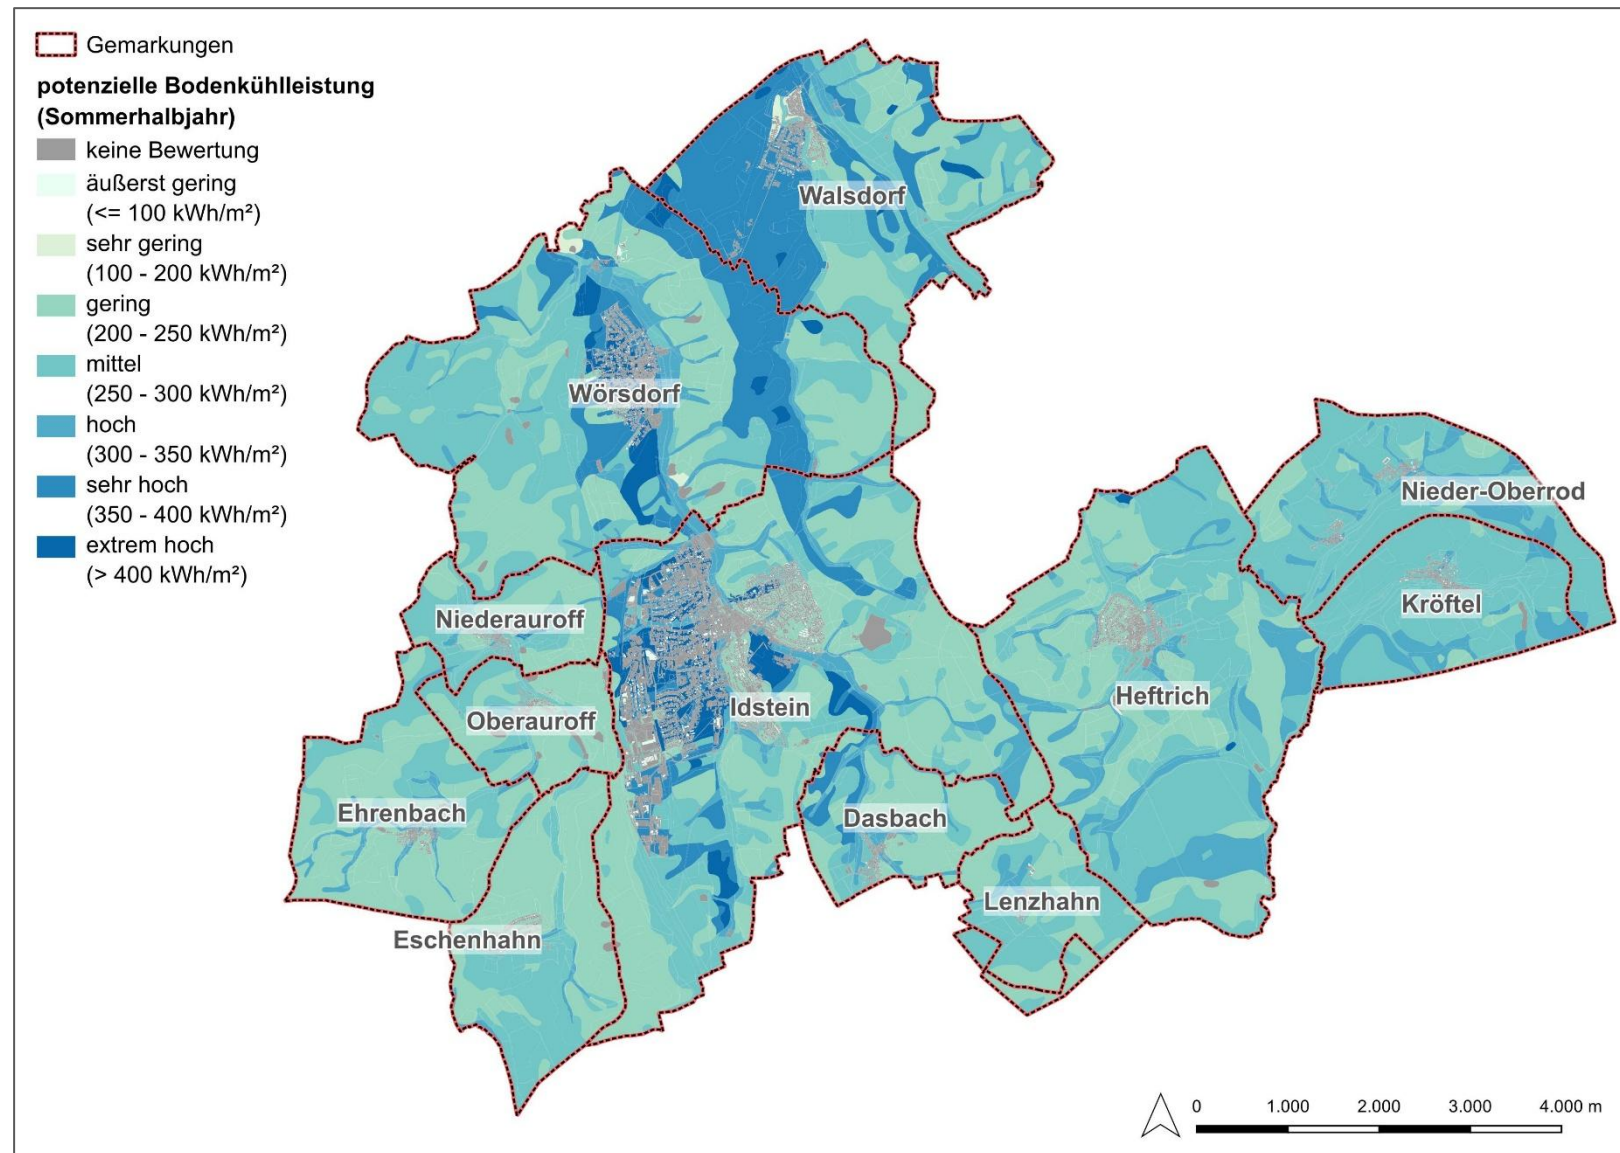 Gemarkungen
potenzielle Bodenkühlleistung
(Sommerhalbjahr)
keine Bewertung
äußerst gering
(<= 100 kWh/m²)
sehr gering
(100 - 200 kWh/m²)
gering
(200 - 250 kWh/m²)
mittel
(250 - 300 kWh/m²)
hoch
(300 - 350 kWh/m²)
sehr hoch
(350 - 400 kWh/m²)
extrem hoch
(> 400 kWh/m²)
Walsdorf
Wörsdorf
Nieder-Oberrod
Kröftel
Niederauroff
Heftrich
Oberauroff
Idstein
Ehrenbach
Dasbach
Lenzhahn
Eschenhahn
0 1.000 2.000 3.000 4.000 m